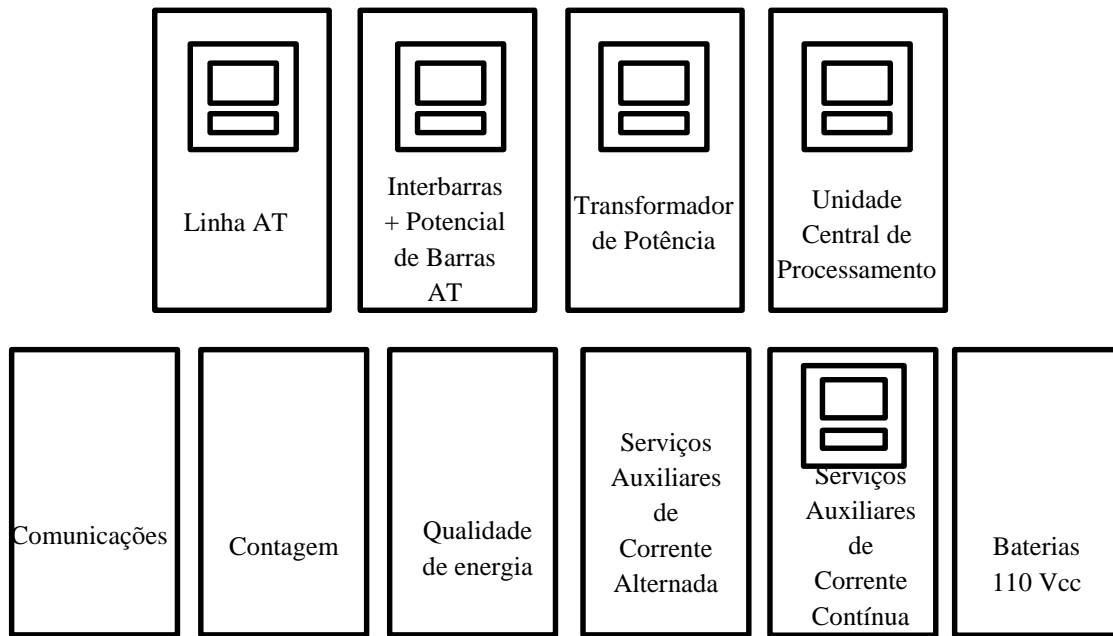 Linha AT
Interbarras
+ Potencial
de Barras
AT
Transformador
de Potência
Unidade
Central de
Processamento
Comunicações
Contagem
Qualidade
de energia
Serviços
Auxiliares
de
Corrente
Alternada
Serviços
Auxiliares
de
Corrente
Contínua
Baterias
110 Vcc